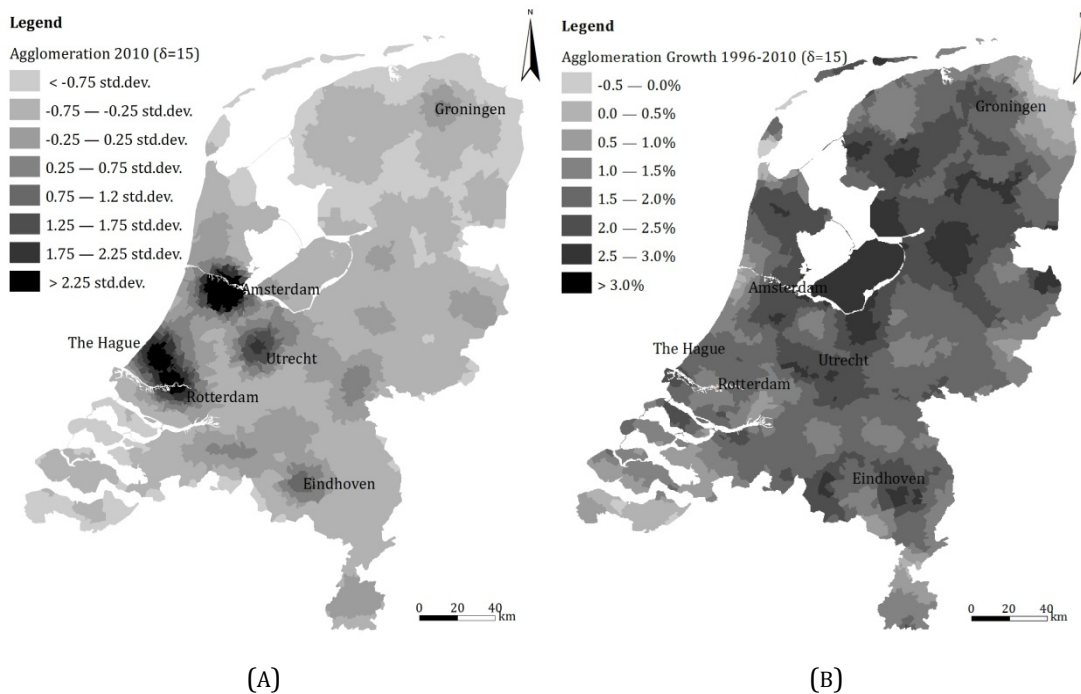 N
Legend
Agglomeration 2010 (δ=15)
< -0.75 std.dev.
-0.75 — -0.25 std.dev.
-0.25 — 0.25 std.dev.
0.25 — 0.75 std.dev.
0.75 — 1.2 std.dev.
1.25 — 1.75 std.dev.
1.75 — 2.25 std.dev.
> 2.25 std.dev.
Groningen
Amsterdam
The Hague
Utrecht
Rotterdam
Eindhoven
0 20 40
km
(A)
N
Legend
Agglomeration Growth 1996-2010 (δ=15)
-0.5 — 0.0%
0.0 — 0.5%
0.5 — 1.0%
1.0 — 1.5%
1.5 — 2.0%
2.0 — 2.5%
2.5 — 3.0%
> 3.0%
Groningen
Amsterdam
The Hague
Utrecht
Rotterdam
Eindhoven
0 20 40
km
(B)